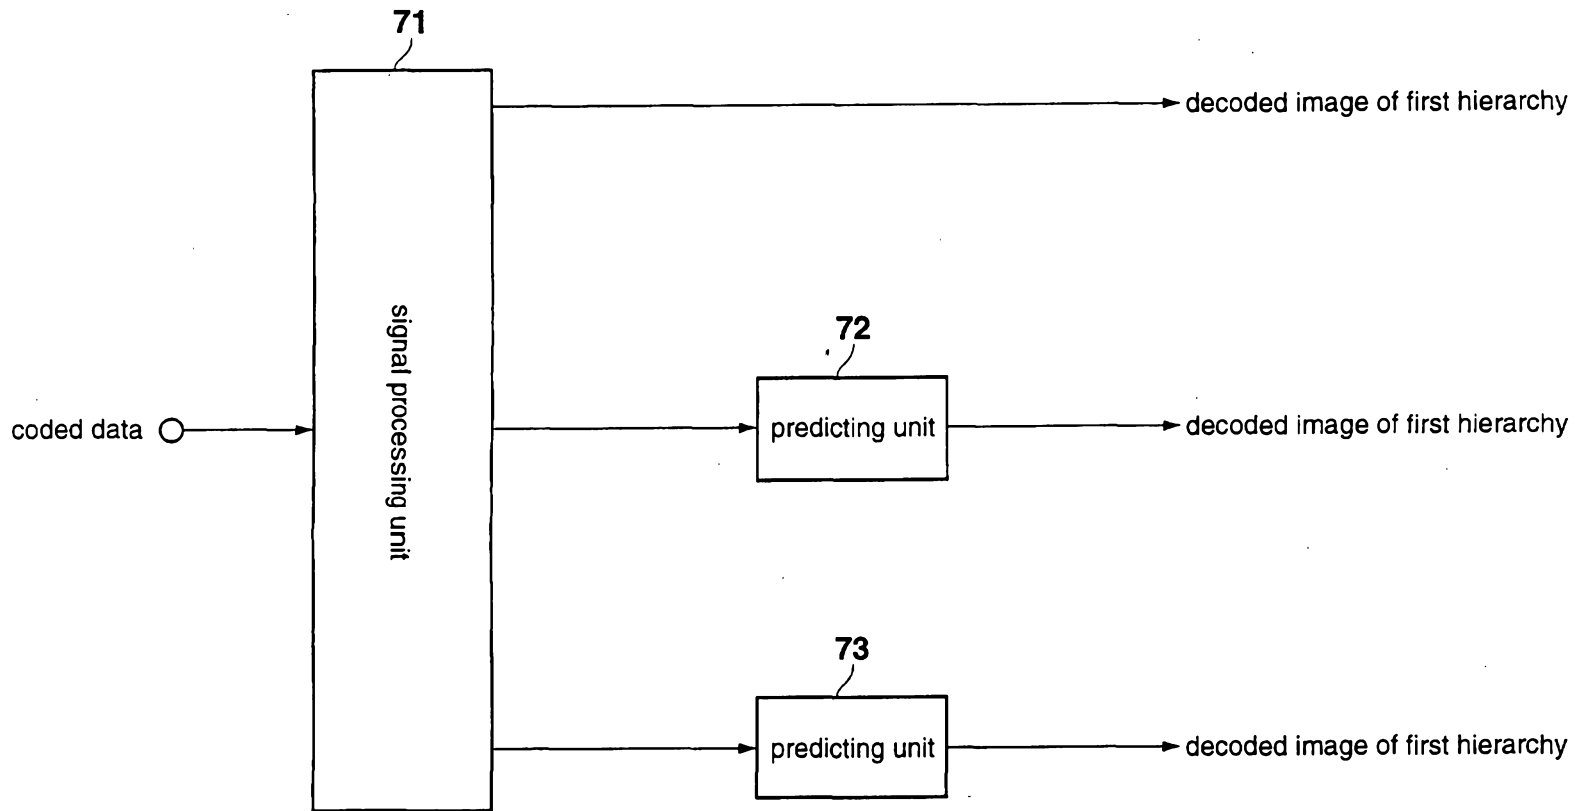 71
decoded image of first hierarchy
signal processing unit
72
coded data
predicting unit
decoded image of first hierarchy
73
predicting unit
decoded image of first hierarchy